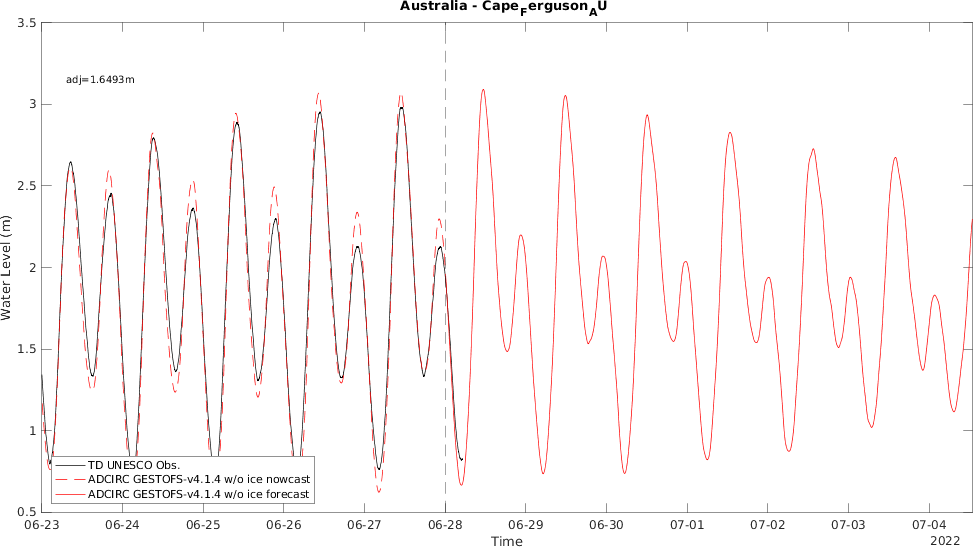 Australia - Cape_Ferguson_AU
3.5
adj=1.6493m
3
2.5
2
1.5
1
0.5
Water Level (m)
TD UNESCO Obs.
ADCIRC GESTOFS-v4.1.4 w/o ice nowcast
ADCIRC GESTOFS-v4.1.4 w/o ice forecast
06-23 06-24 06-25 06-26 06-27 06-28 06-29 06-30 07-01 07-02 07-03 07-04
Time
2022